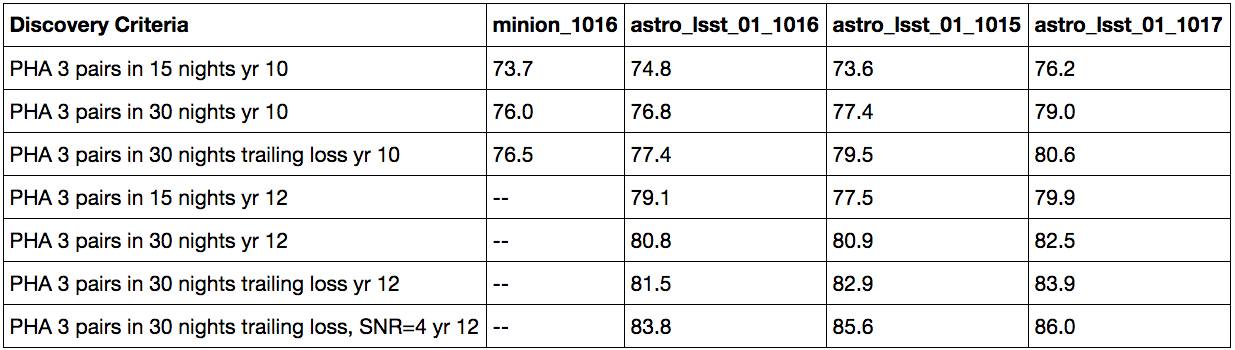 Discovery Criteria minion_1016 astro_lsst_01_1016 astro_lsst_01_1015 astro_lsst_01_1017
PHA 3 pairs in 15 nights yr 10 73.7 74.8 73.6 76.2
PHA 3 pairs in 30 nights yr 10 76.0 76.8 77.4 79.0
PHA 3 pairs in 30 nights trailing loss yr 10 76.5 77.4 79.5 80.6
PHA 3 pairs in 15 nights yr 12 -- 79.1 77.5 79.9
PHA 3 pairs in 30 nights yr 12 -- 80.8 80.9 82.5
PHA 3 pairs in 30 nights trailing loss yr 12 -- 81.5 82.9 83.9
PHA 3 pairs in 30 nights trailing loss, SNR=4 yr 12 -- 83.8 85.6 86.0